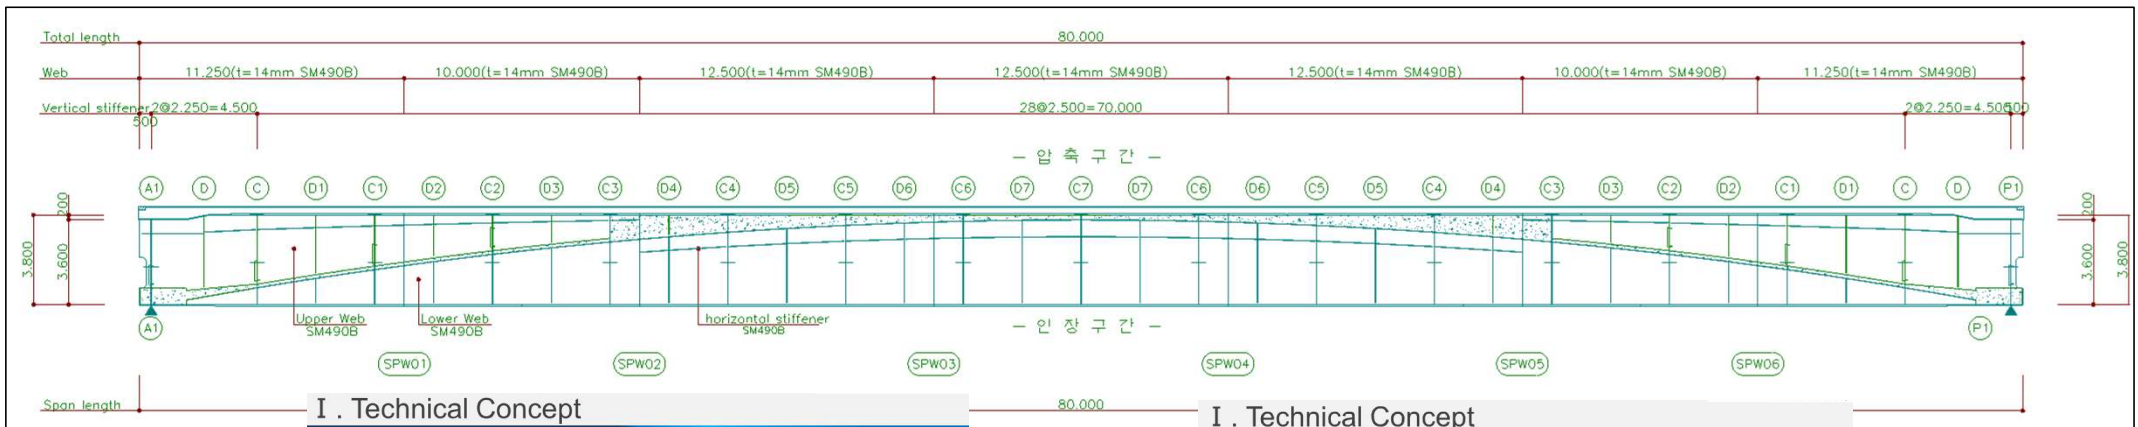 Total length 80.000
Web 11.250(t=14mm SM490B) 10.000(t=14mm SM490B) 12.500(t=14mm SM490B) 12.500(t=14mm SM490B) 12.500(t=14mm SM490B) 10.000(t=14mm SM490B) 11.250(t=14mm SM490B)
Vertical stiffener 2@2.250=4.500 28@2.500=70.000 2@2.250=4.500 500
500
– 압 축 구 간 –
A1 D C D1 C1 D2 C2 D3 C3 D4 C4 D5 C5 D6 C6 D7 C7 D7 C6 D6 C5 D5 C4 D4 C3 D3 C2 D2 C1 D1 C D P1
200 200
3.800 3.600 3.600 3.800
Upper Web Lower Web horizontal stiffener
SM490B SM490B SM490B
A1 – 인 장 구 간 – P1
SPW01 SPW02 SPW03 SPW04 SPW05 SPW06
Span length 80.000
Ⅰ. Technical Concept Ⅰ. Technical Concept